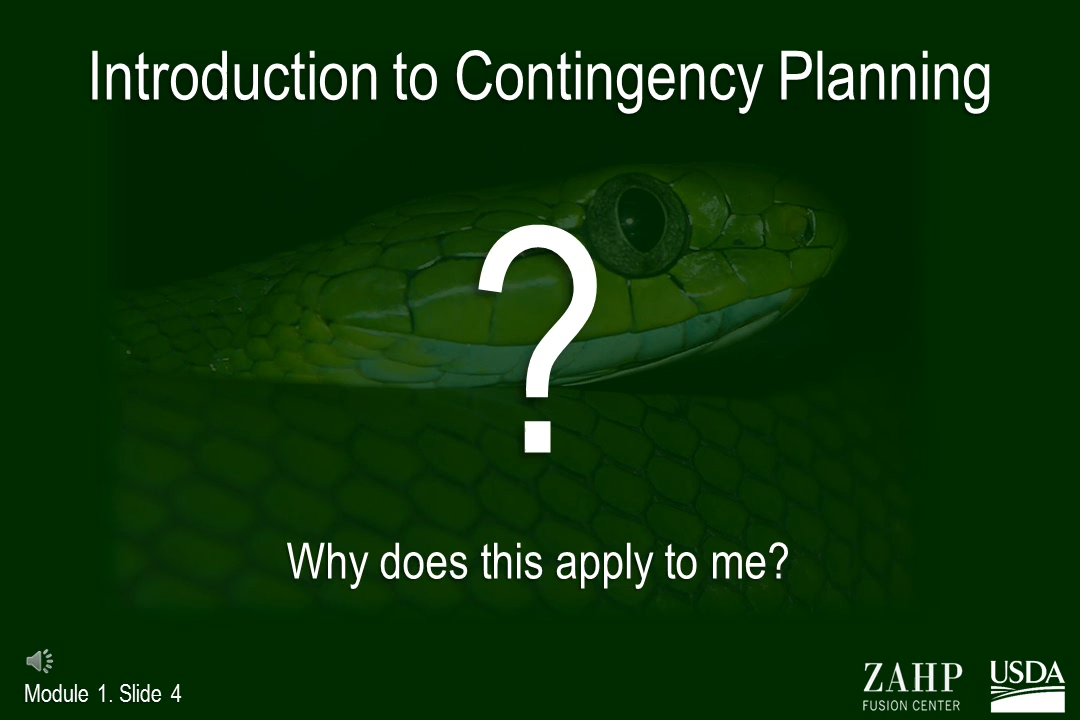 Introduction to Contingency Planning
?
Why does this apply to me?
Module 1. Slide 4
ZAHP
FUSION CENTER
USDA